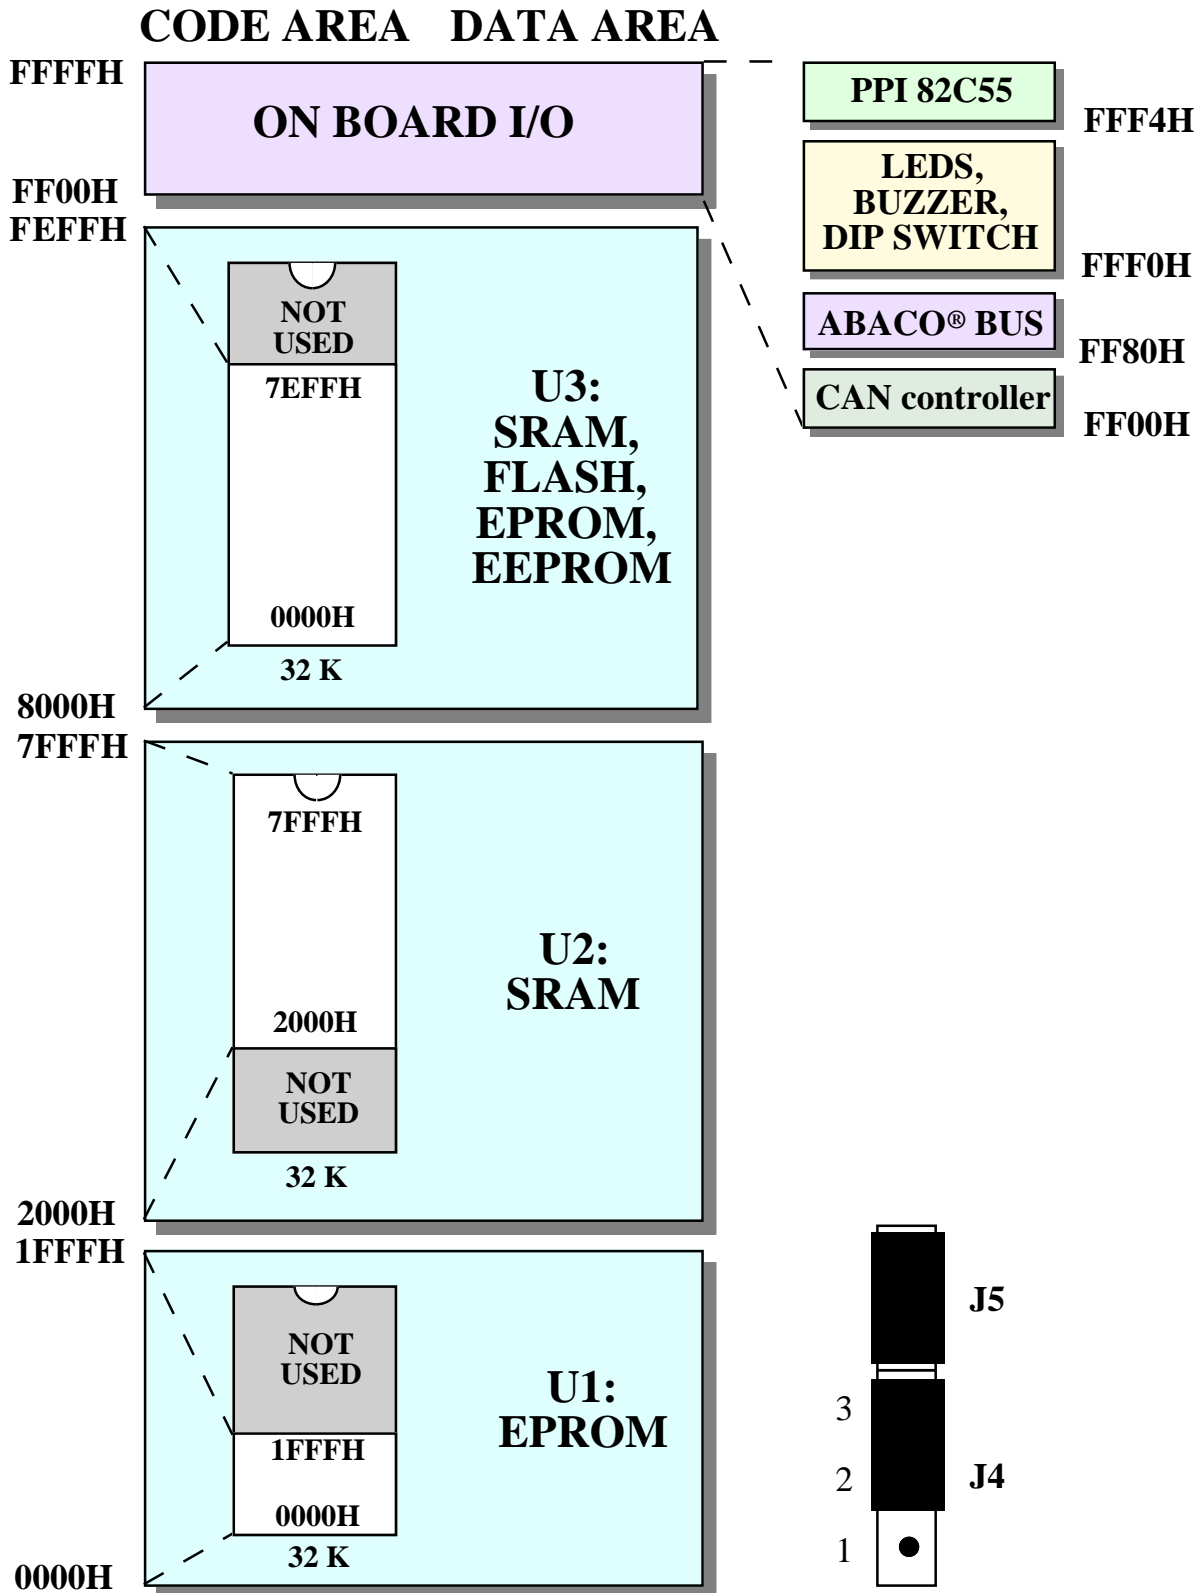 CODE AREA DATA AREA
FFFFH
ON BOARD I/O
FF00H
PPI 82C55
FFF4H
LEDS,
BUZZER,
DIP SWITCH
FFF0H
ABACO® BUS
FF80H
CAN controller
FF00H
FEFFH
NOT
USED
7EFFH
0000H
32 K
U3:
SRAM,
FLASH,
EPROM,
EEPROM
8000H
7FFFH
7FFFH
2000H
NOT
USED
32 K
U2:
SRAM
2000H
1FFFH
NOT
USED
1FFFH
0000H
32 K
U1:
EPROM
0000H
J5
3
2
J4
1